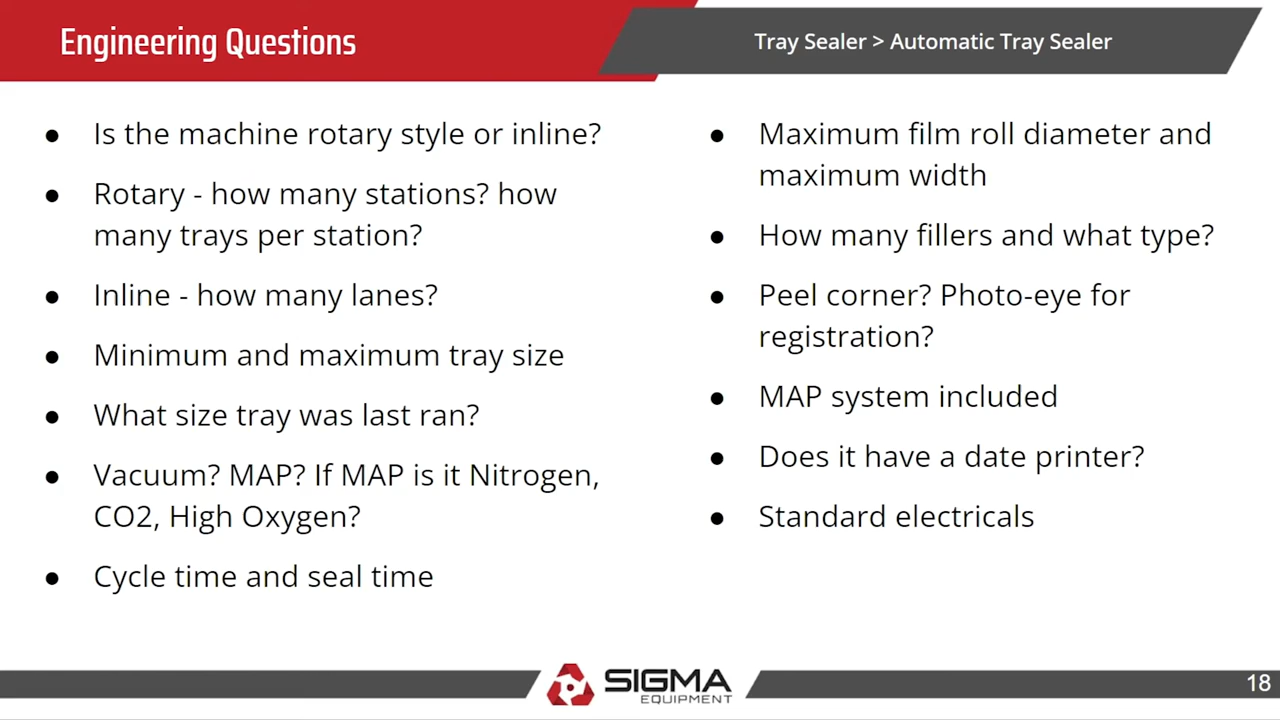 Engineering Questions
Tray Sealer > Automatic Tray Sealer
● Is the machine rotary style or inline?
● Rotary - how many stations? how
many trays per station?
● Inline - how many lanes?
● Minimum and maximum tray size
● What size tray was last ran?
● Vacuum? MAP? If MAP is it Nitrogen,
CO2, High Oxygen?
● Cycle time and seal time
● Maximum film roll diameter and
maximum width
● How many fillers and what type?
● Peel corner? Photo-eye for
registration?
● MAP system included
● Does it have a date printer?
● Standard electricals
SIGMA
EQUIPMENT
18